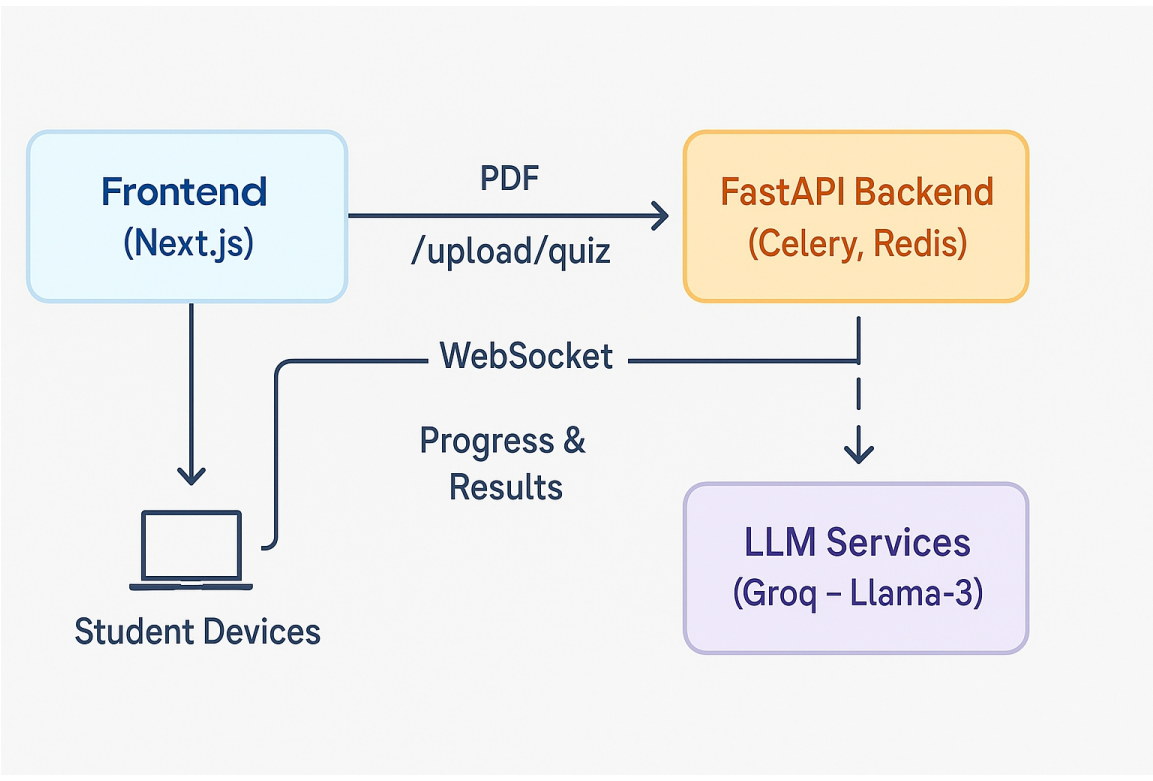 Frontend
(Next.js)
PDF
/upload/quiz
FastAPI Backend
(Celery, Redis)
WebSocket
Progress &
Results
LLM Services
(Groq – Llama-3)
Student Devices